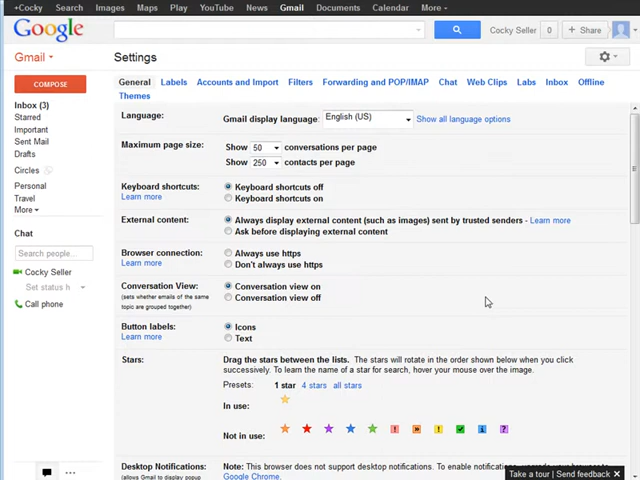 +Cocky Search Images Maps Play YouTube News Gmail Documents Calendar More
Google
Cocky Seller 0 + Share
Gmail Settings
COMPOSE
General Labels Accounts and Import Filters Forwarding and POP/IMAP Chat Web Clips Labs Inbox Offline
Themes
Inbox (3)
Starred
Important
Sent Mail
Drafts
Circles
Personal
Travel
More
Chat
Search people...
Cocky Seller
Set status h
Call phone
Language: Gmail display language: English (US) Show all language options
Maximum page size: Show 50 conversations per page
Show 250 contacts per page
Keyboard shortcuts: Keyboard shortcuts off
Learn more Keyboard shortcuts on
External content: Always display external content (such as images) sent by trusted senders - Learn more
Ask before displaying external content
Browser connection: Always use https
Learn more Don't always use https
Conversation View: Conversation view on
(sets whether emails of the same Conversation view off
topic are grouped together)
Button labels: Icons
Learn more Text
Stars: Drag the stars between the lists. The stars will rotate in the order shown below when you click
successively. To learn the name of a star for search, hover your mouse over the image.
Presets: 1 star 4 stars all stars
In use:
Not in use: ! » ! i ?
Desktop Notifications: Note: This browser does not support desktop notifications. To enable notifications,
(allows Gmail to display popup Google Chrome.
Take a tour | Send feedback ✕